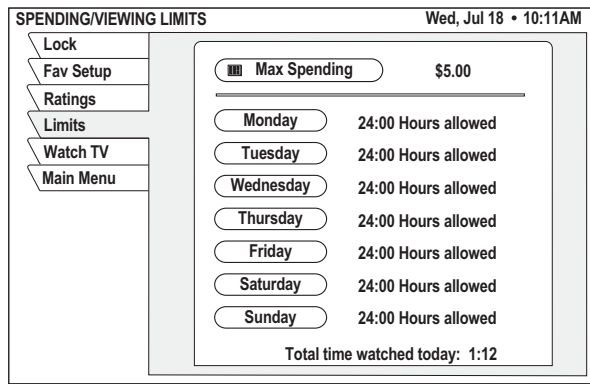 SPENDING/VIEWING LIMITS Wed, Jul 18 • 10:11AM
Lock
Fav Setup
Ratings
Limits
Watch TV
Main Menu
Max Spending $5.00
Monday 24:00 Hours allowed
Tuesday 24:00 Hours allowed
Wednesday 24:00 Hours allowed
Thursday 24:00 Hours allowed
Friday 24:00 Hours allowed
Saturday 24:00 Hours allowed
Sunday 24:00 Hours allowed
Total time watched today: 1:12